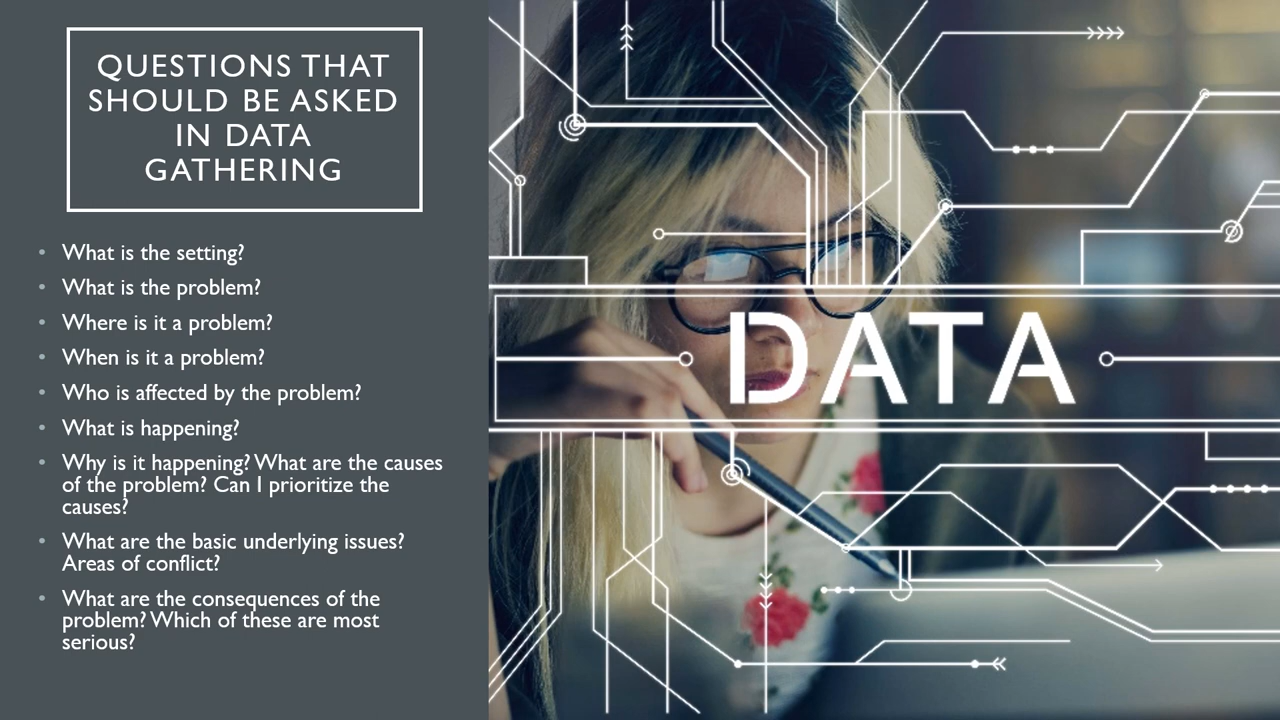 QUESTIONS THAT
SHOULD BE ASKED
IN DATA
GATHERING
• What is the setting?
• What is the problem?
• Where is it a problem?
• When is it a problem?
• Who is affected by the problem?
• What is happening?
• Why is it happening? What are the causes
of the problem? Can I prioritize the
causes?
• What are the basic underlying issues?
Areas of conflict?
• What are the consequences of the
problem? Which of these are most
serious?
DATA